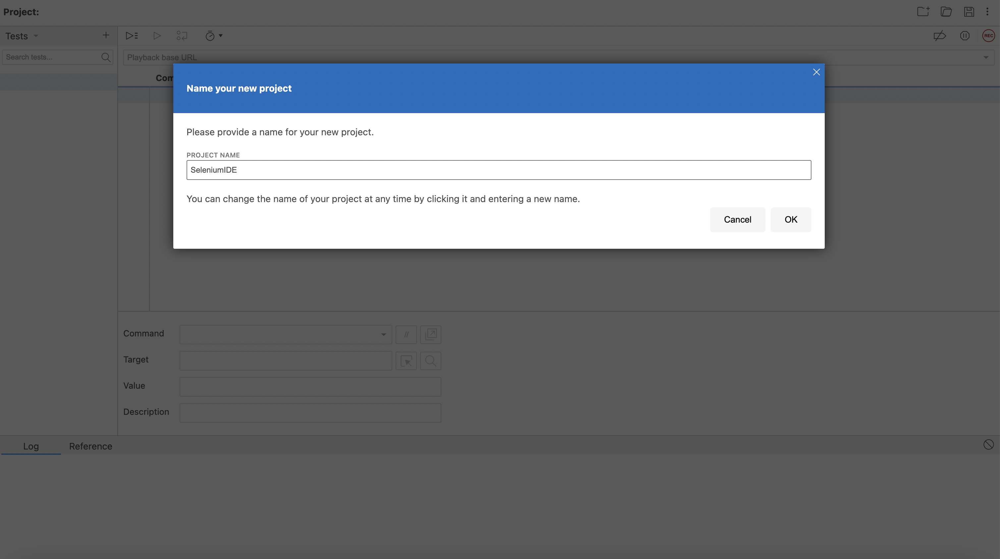 Project:
Tests
REC
Search tests...
Playback base URL
Com
Name your new project
Please provide a name for your new project.
PROJECT NAME
SeleniumIDE
You can change the name of your project at any time by clicking it and entering a new name.
Cancel OK
Command
//
Target
Value
Description
Log Reference